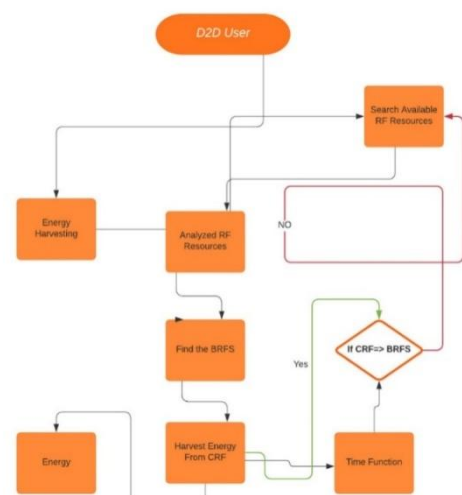 D2D User
Search Available
RF Resources
Energy
Harvesting
Analyzed RF
Resources
NO
Find the BRFS
If CRF=> BRFS
Yes
Energy
Harvest Energy
From CRF
Time Function